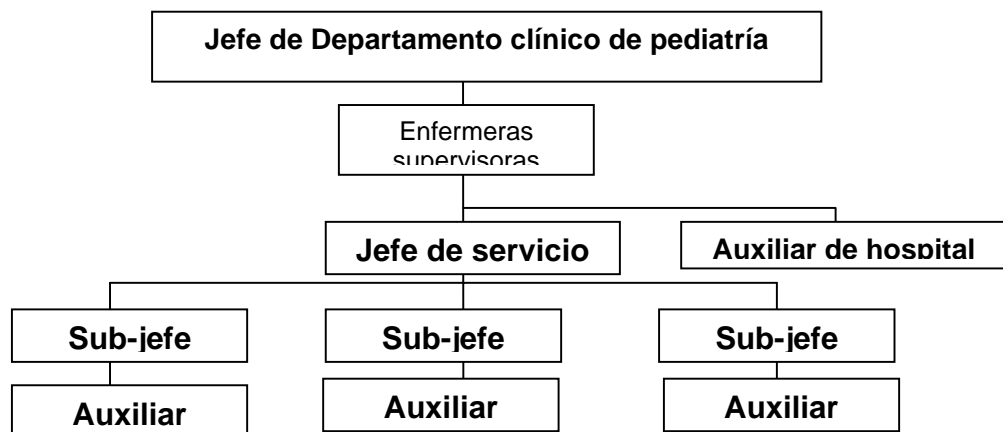 Jefe de Departamento clínico de pediatría
Enfermeras
supervisoras
Jefe de servicio
Auxiliar de hospital
Sub-jefe
Sub-jefe
Sub-jefe
Auxiliar
Auxiliar
Auxiliar